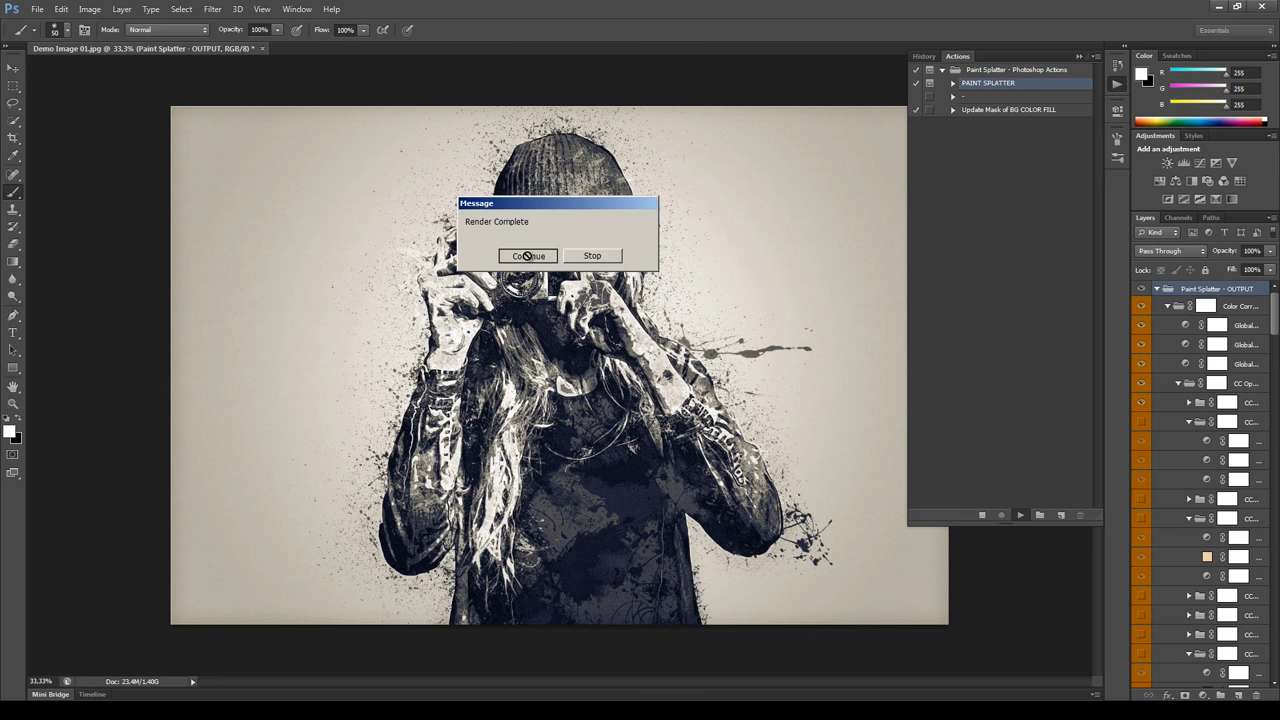 Ps File Edit Image Layer Type Select Filter 3D View Window Help
50 Mode: Normal Opacity: 100% Flow: 100% Essentials
Demo Image 01.jpg @ 33,3% (Paint Splatter - OUTPUT, RGB/8) * ×
History Actions
Color Swatches
Paint Splatter - Photoshop Actions
PAINT SPLATTER
-
Update Mask of BG COLOR FILL
R 255
G 255
B 255
Adjustments Styles
Add an adjustment
Message
Render Complete
Continue Stop
Layers Channels Paths
Kind
Pass Through Opacity: 100%
Lock: Fill: 100%
Paint Splatter - OUTPUT
Color Corr...
Global...
Global...
Global...
CC Op...
CC...
CC...
...
...
...
CC...
CC...
...
...
...
CC...
CC...
CC...
CC...
...
33,33% Doc: 23,4M/1,40G
Mini Bridge Timeline
fx